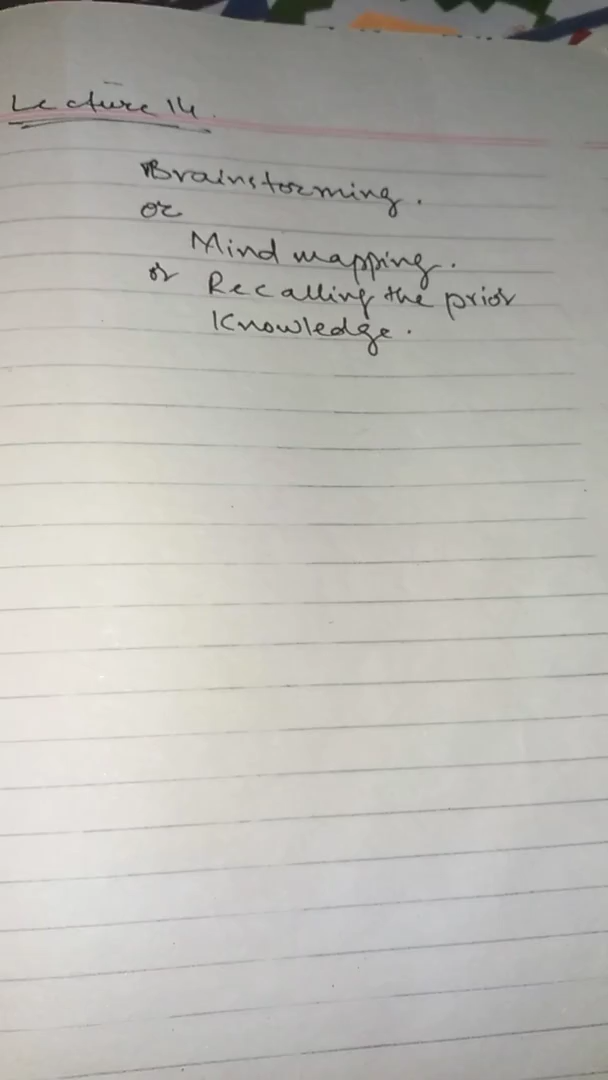 Lecture 14.
Brainstorming.
or
Mind mapping.
or Recalling the prior
Knowledge.